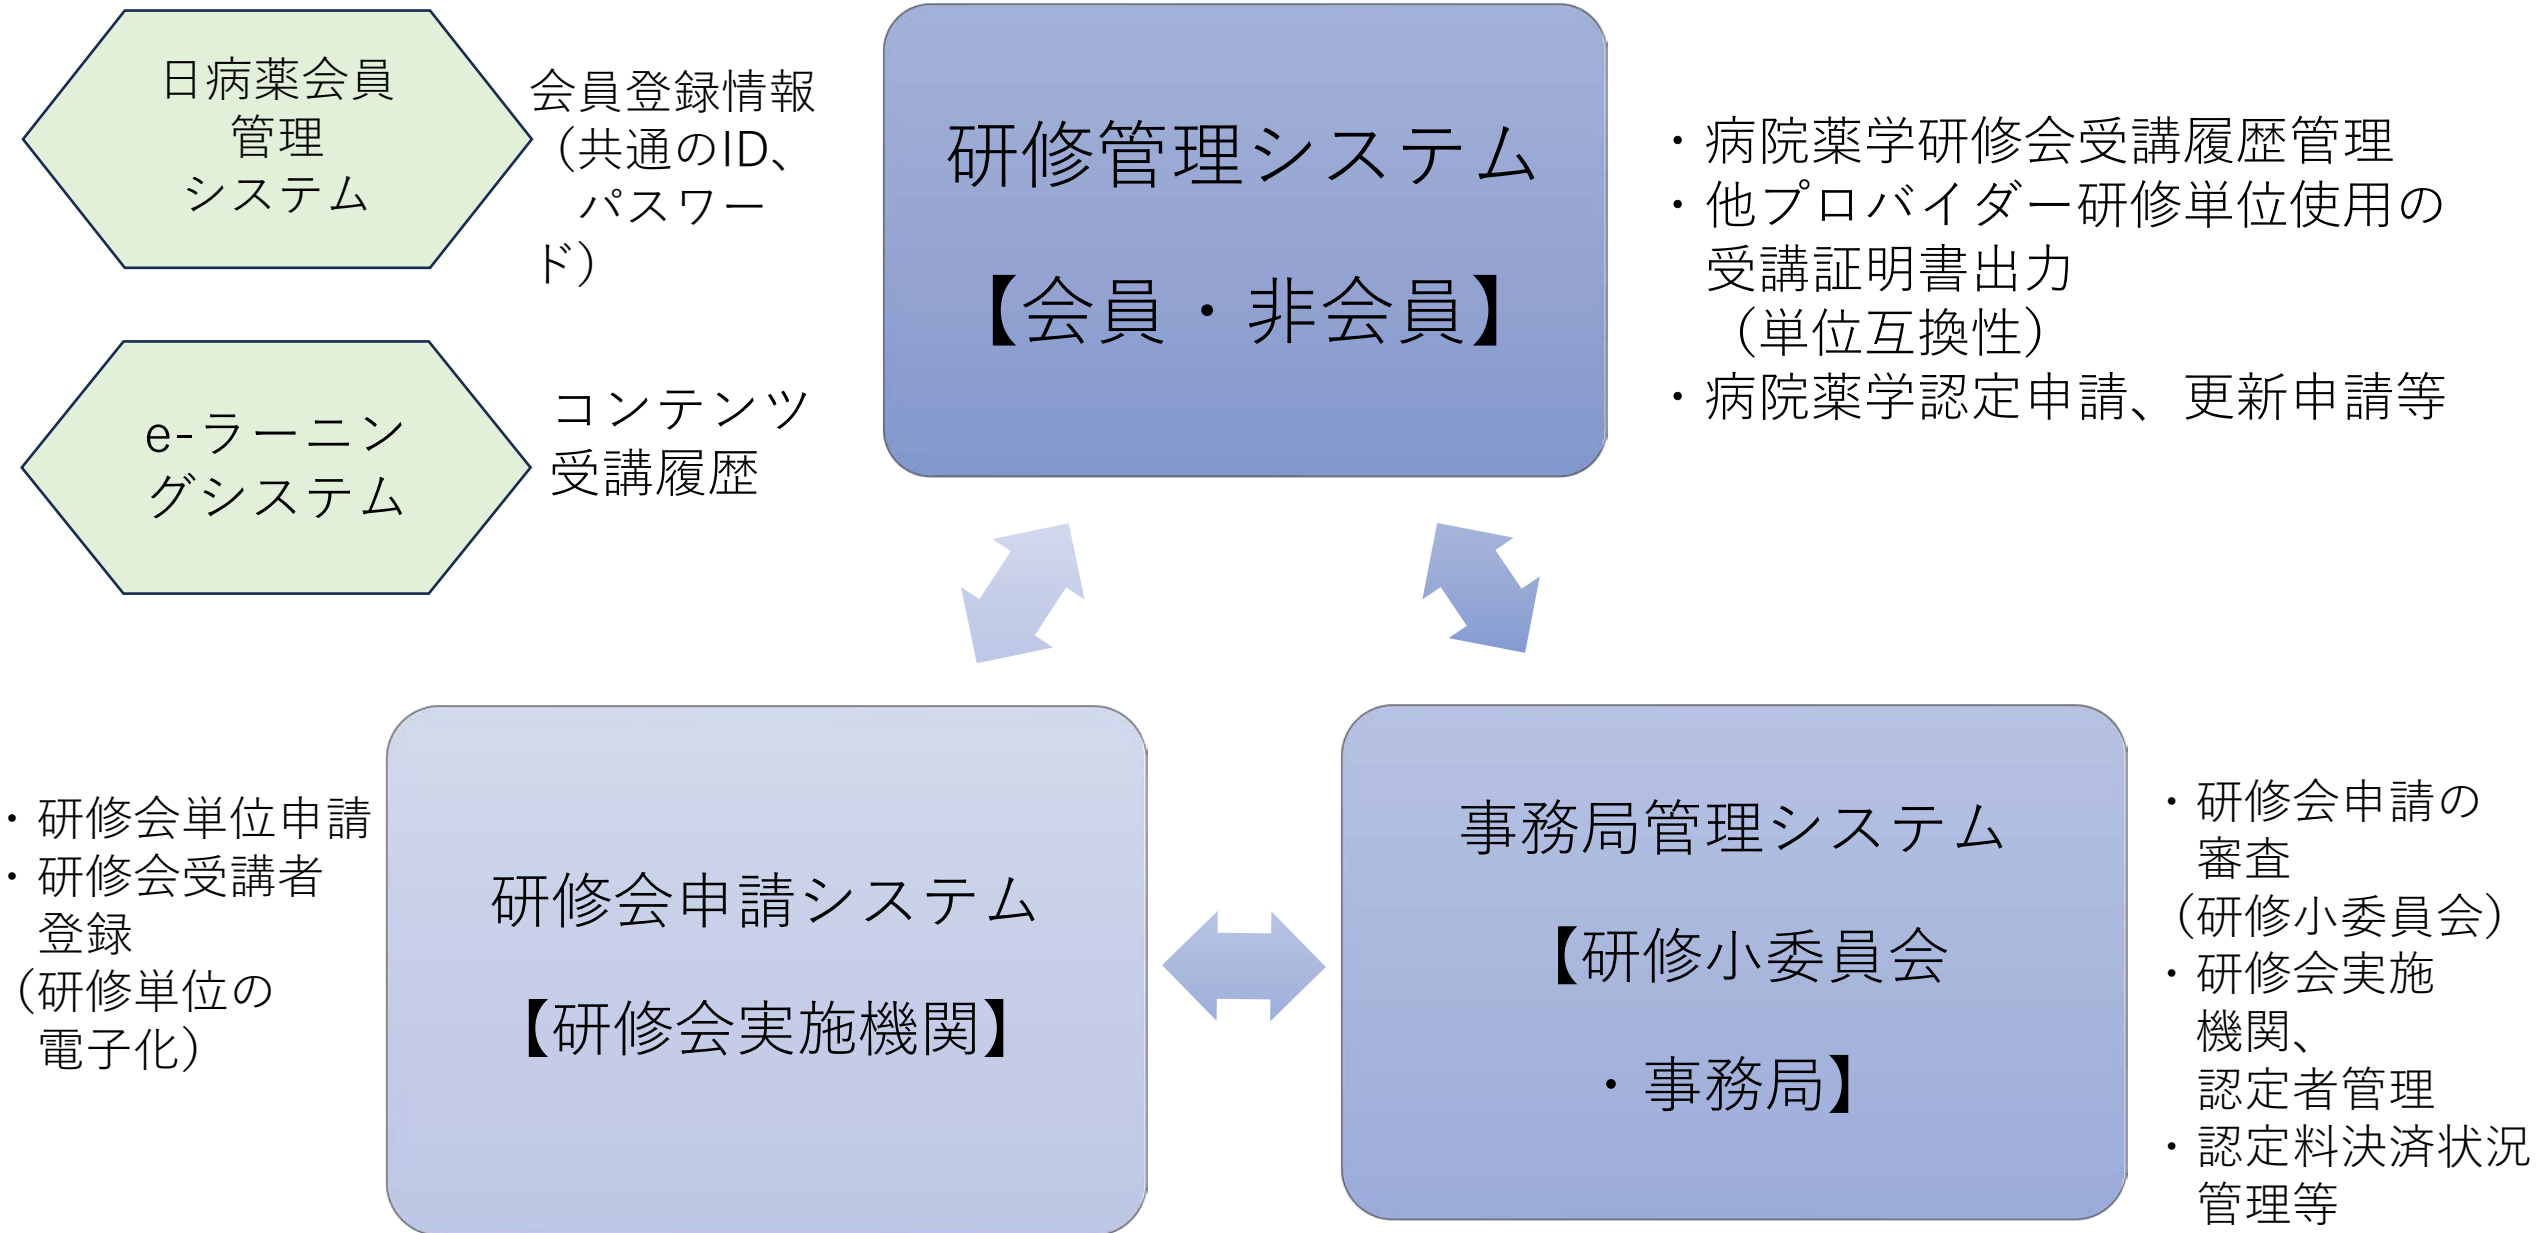 日病薬会員
管理
システム
会員登録情報
（共通のID、
パスワー
ド）
e-ラーニン
グシステム
コンテンツ
受講履歴
研修管理システム
【会員・非会員】
・病院薬学研修会受講履歴管理
・他プロバイダー研修単位使用の
受講証明書出力
（単位互換性）
・病院薬学認定申請、更新申請等
・研修会単位申請
・研修会受講者
登録
（研修単位の
電子化）
研修会申請システム
【研修会実施機関】
事務局管理システム
【研修小委員会
・事務局】
・研修会申請の
審査
（研修小委員会）
・研修会実施
機関、
認定者管理
・認定料決済状況
管理等